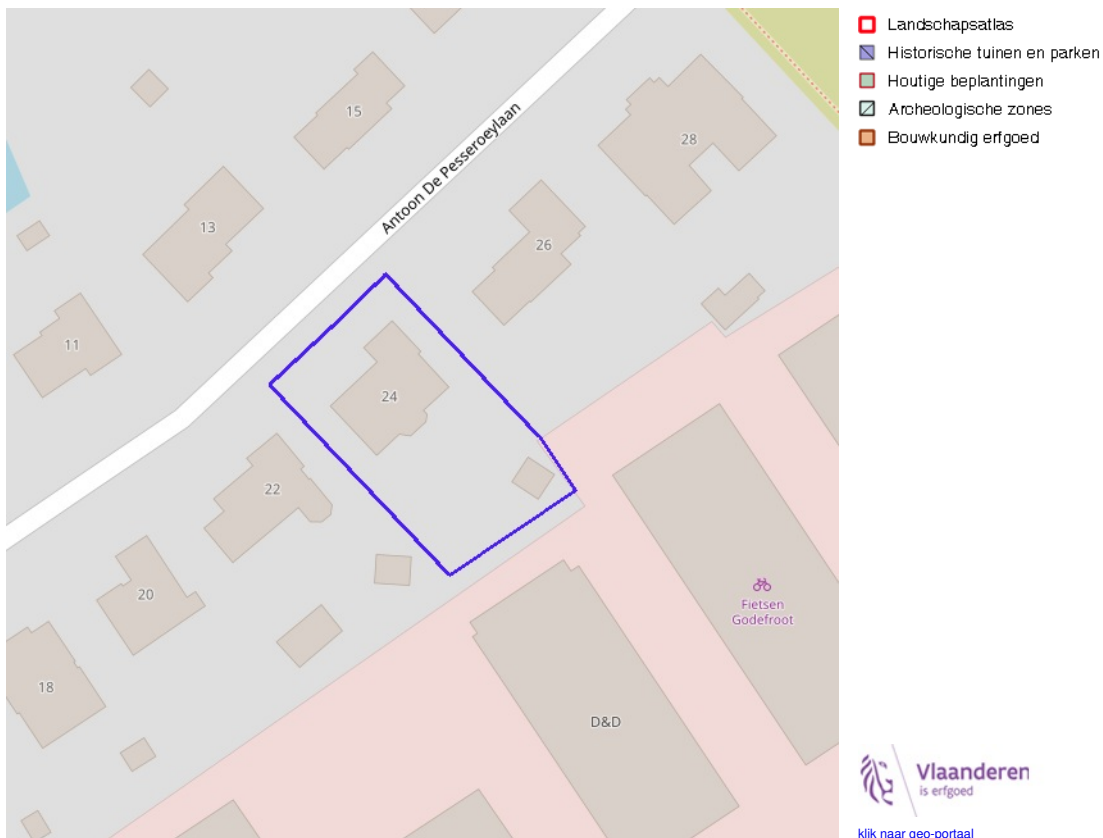 Landschapsatlas
Historische tuinen en parken
Houtige beplantingen
Archeologische zones
Bouwkundig erfgoed
15
Antoon De Pesseroeylaan
28
13
26
11
24
22
20
Fietsen
Godefroot
18
D&D
Vlaanderen
is erfgoed
klik naar geo-portaal